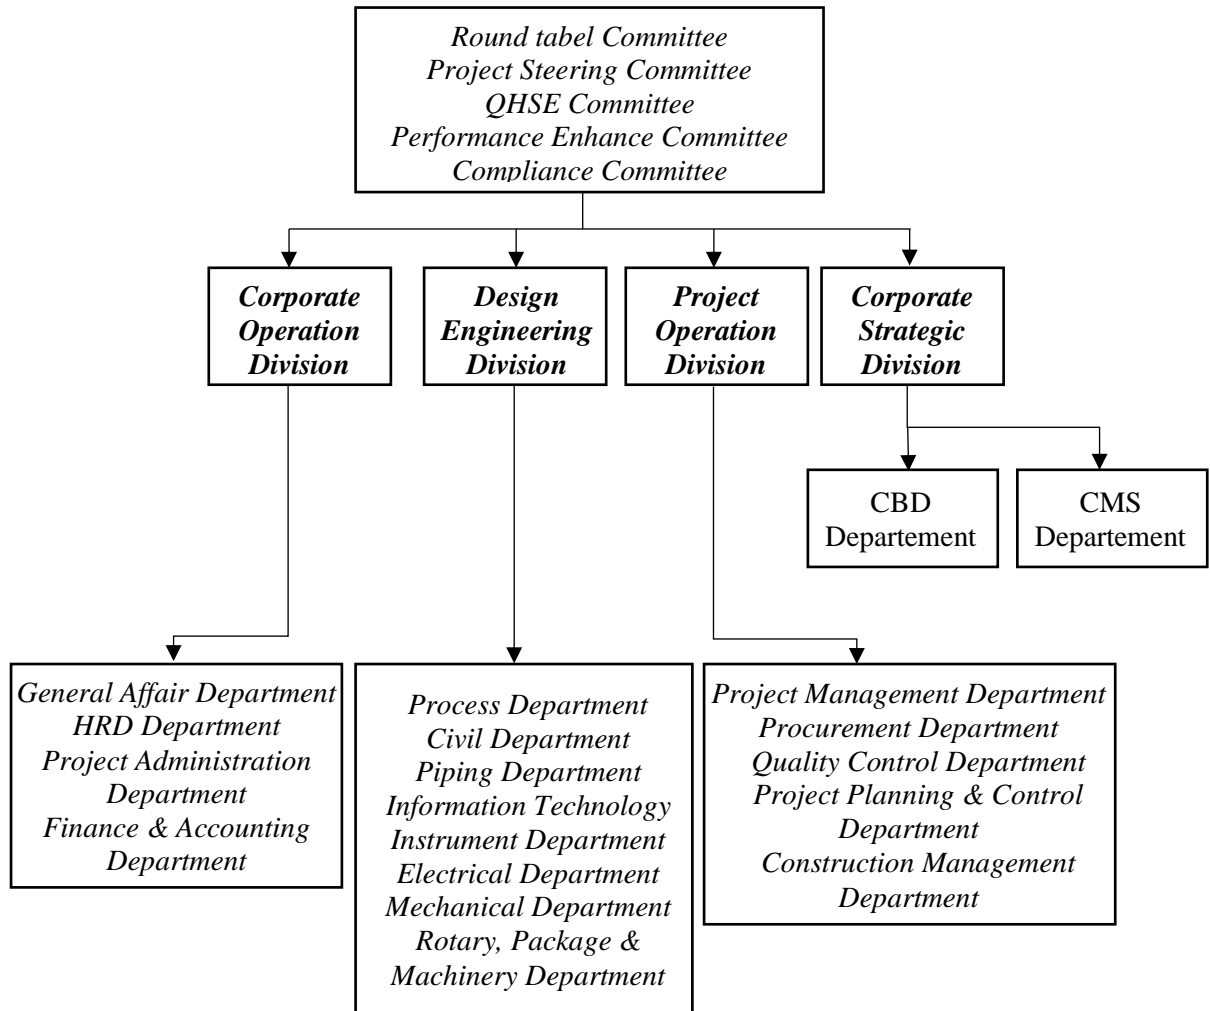 Round tabel Committee
Project Steering Committee
QHSE Committee
Performance Enhance Committee
Compliance Committee
Corporate
Operation
Division
Design
Engineering
Division
Project
Operation
Division
Corporate
Strategic
Division
CBD
Departement
CMS
Departement
General Affair Department
HRD Department
Project Administration
Department
Finance & Accounting
Department
Process Department
Civil Department
Piping Department
Information Technology
Instrument Department
Electrical Department
Mechanical Department
Rotary, Package &
Machinery Department
Project Management Department
Procurement Department
Quality Control Department
Project Planning & Control
Department
Construction Management
Department